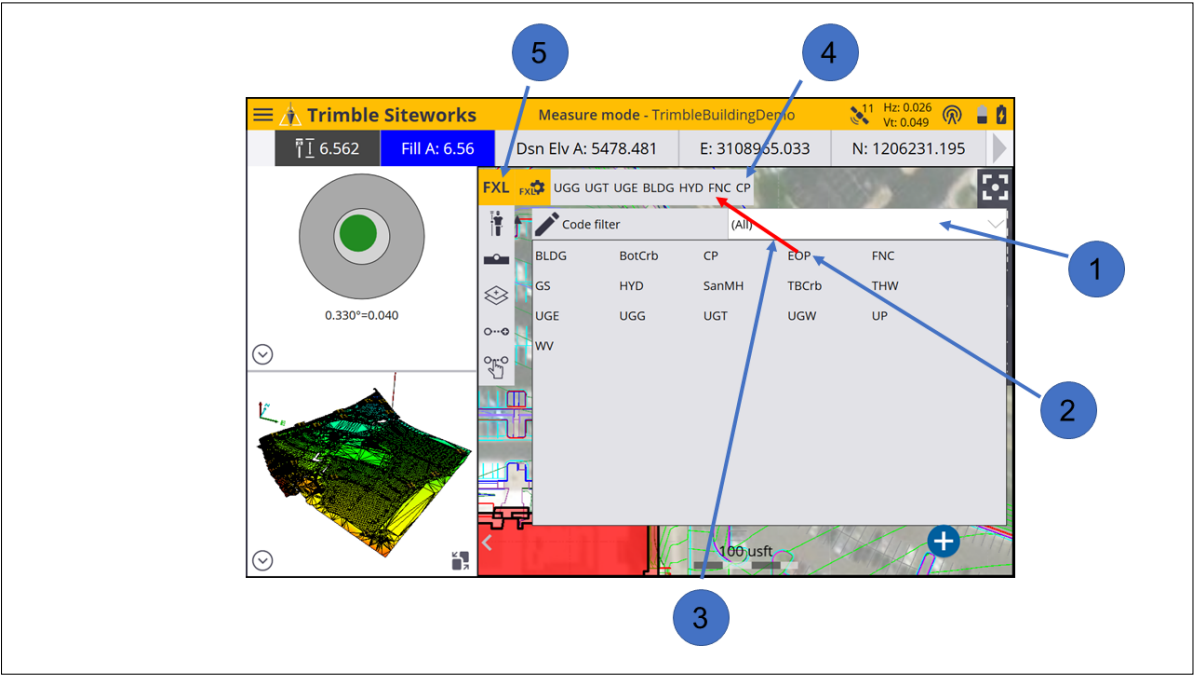 5
4
Trimble Siteworks
Measure mode - TrimbleBuildingDemo
11
Hz: 0.026
Vt: 0.049
6.562
Fill A: 6.56
Dsn Elv A: 5478.481
E: 3108965.033
N: 1206231.195
FXL
FXL
UGG UGT UGE BLDG HYD FNC CP
Code filter
(All)
BLDG BotCrb CP EOP FNC
GS HYD SanMH TBCrb THW
UGE UGG UGT UGW UP
WV
0.330°=0.040
1
2
100 usft
3